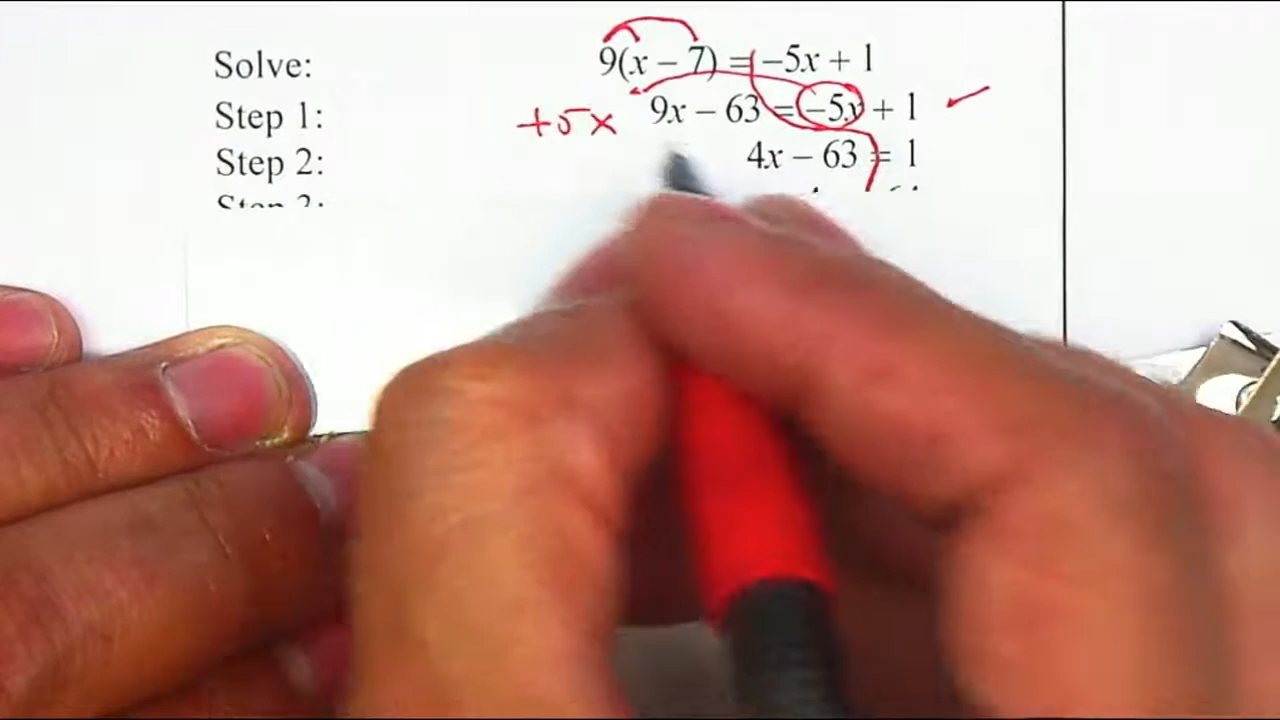 Solve: 9(x – 7) = –5x + 1
Step 1: +5x 9x – 63 = –5x + 1 ✓
Step 2: 4x – 63 = 1